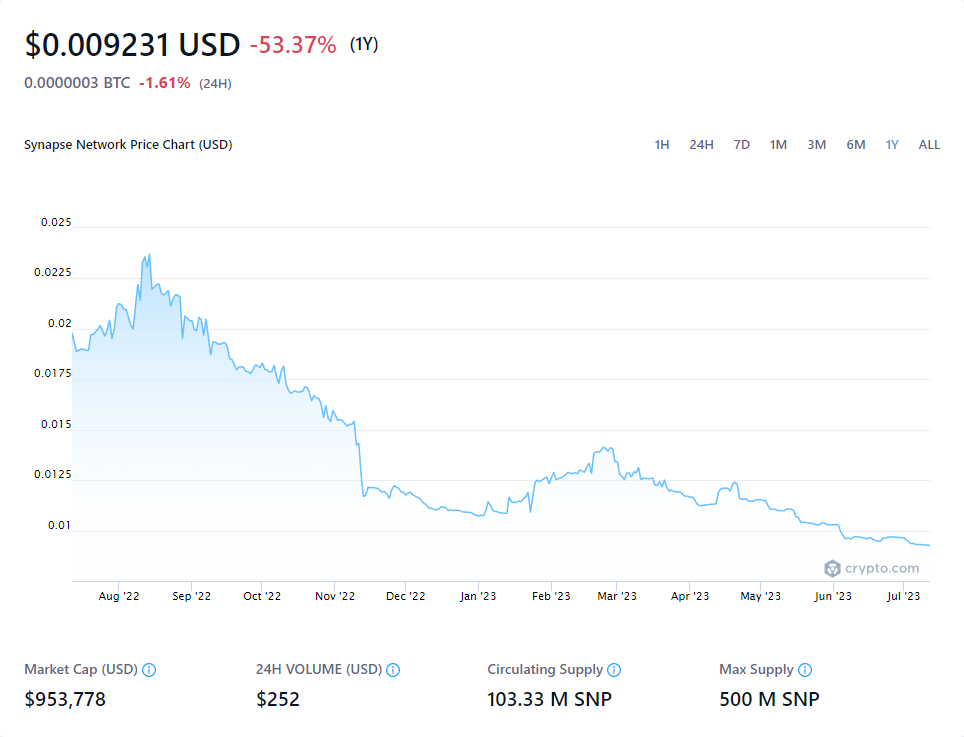 $0.009231 USD -53.37% (1Y)
0.0000003 BTC -1.61% (24H)
Synapse Network Price Chart (USD) 1H 24H 7D 1M 3M 6M 1Y ALL
0.025
0.0225
0.02
0.0175
0.015
0.0125
0.01
crypto.com
Aug '22 Sep '22 Oct '22 Nov '22 Dec '22 Jan '23 Feb '23 Mar '23 Apr '23 May '23 Jun '23 Jul '23
Market Cap (USD) 24H VOLUME (USD) Circulating Supply Max Supply
$953,778 $252 103.33 M SNP 500 M SNP